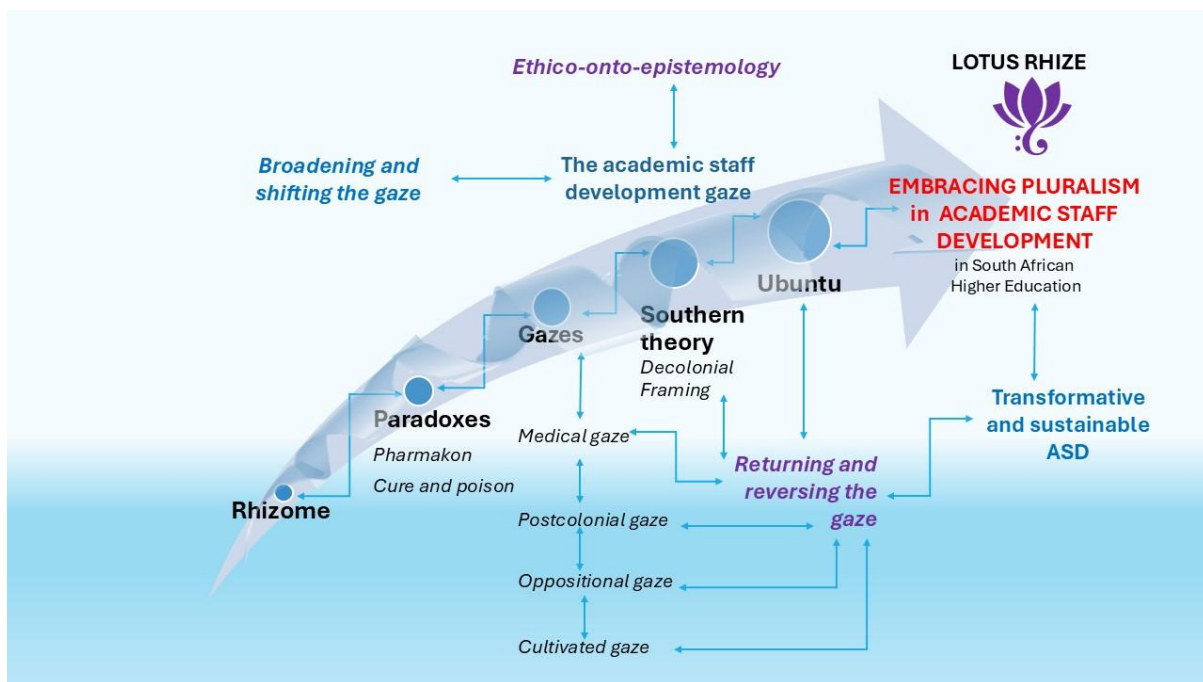 Ethico-onto-epistemology
LOTUS RHIZE
Broadening and
shifting the gaze
The academic staff
development gaze
EMBRACING PLURALISM
in ACADEMIC STAFF
DEVELOPMENT
in South African
Higher Education
Ubuntu
Gazes
Southern
theory
Decolonial
Framing
Paradoxes
Pharmakon
Cure and poison
Rhizome
Medical gaze
Postcolonial gaze
Oppositional gaze
Cultivated gaze
Returning and
reversing the
gaze
Transformative
and sustainable
ASD